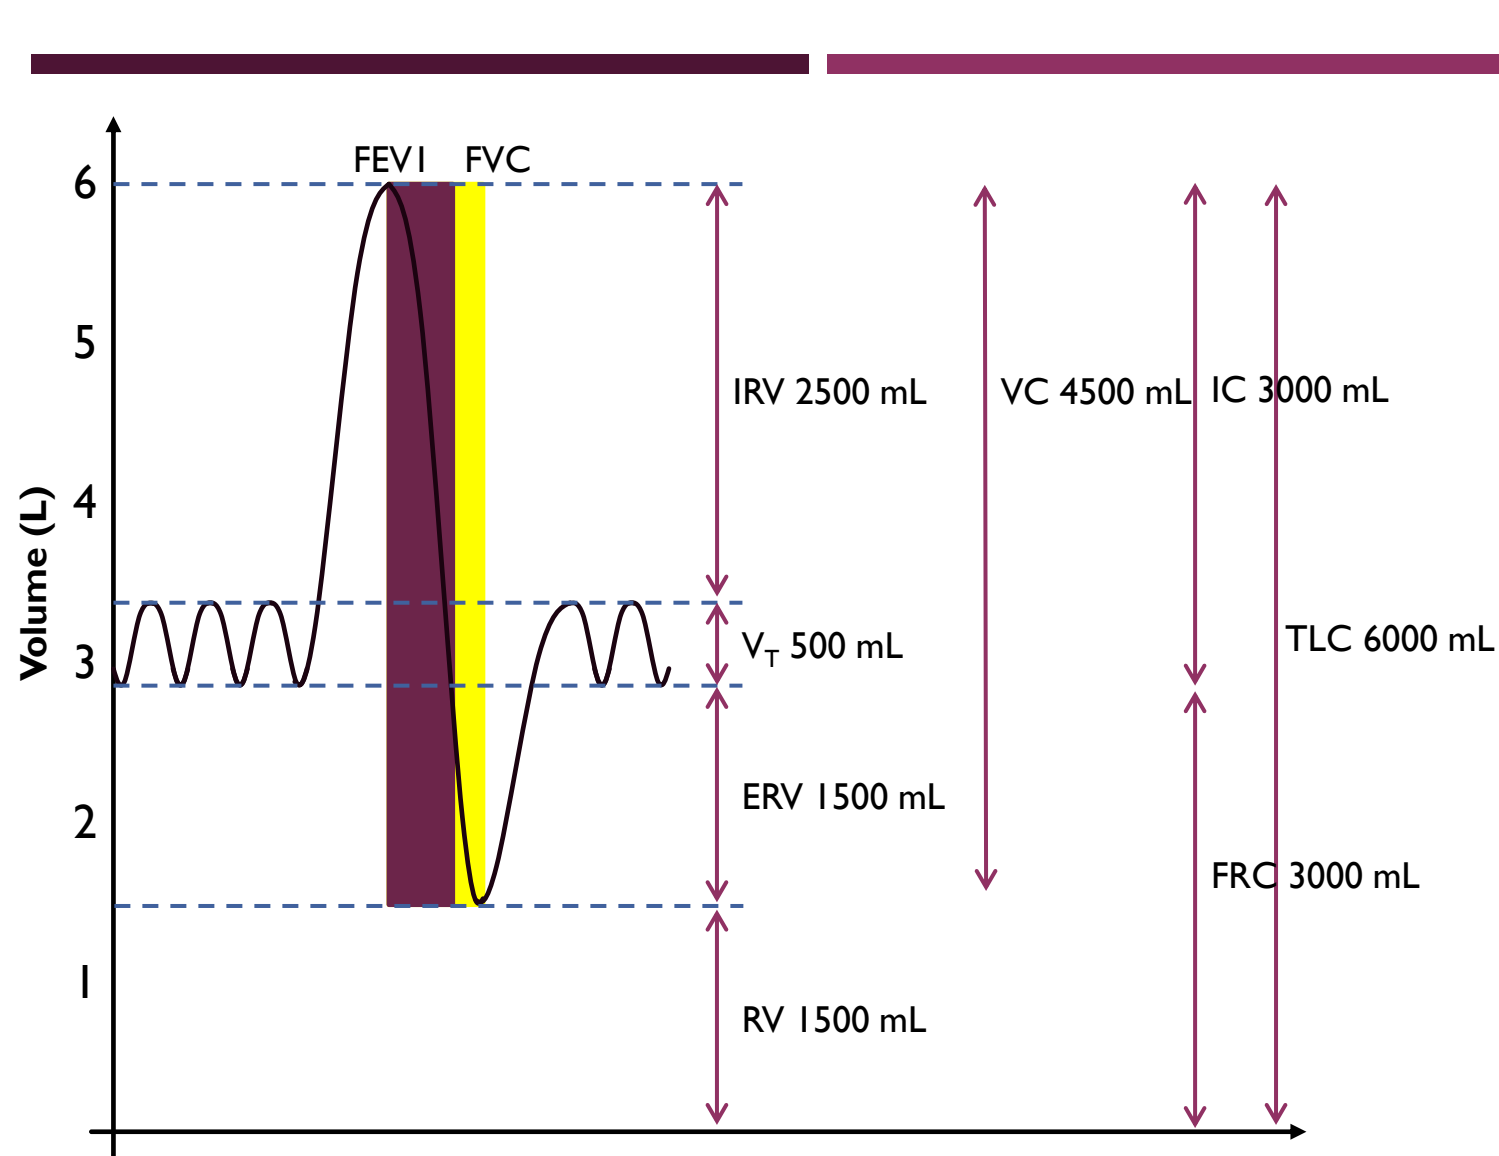 FEV1 FVC
6
5
IRV 2500 mL VC 4500 mL IC 3000 mL
4
Volume (L)
3
V_T 500 mL TLC 6000 mL
ERV 1500 mL
2
FRC 3000 mL
1
RV 1500 mL